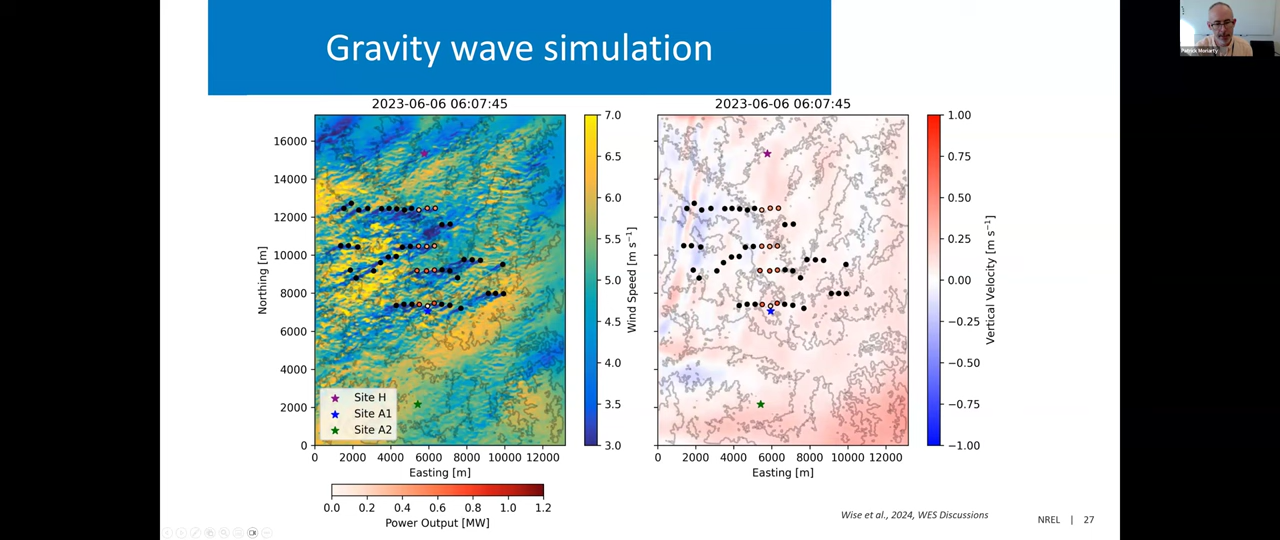 Gravity wave simulation
Patrick Moriarty
2023-06-06 06:07:45
16000
14000
12000
10000
8000
6000
4000
2000
0
Northing [m]
0 2000 4000 6000 8000 10000 12000
Easting [m]
Site H
Site A1
Site A2
7.0
6.5
6.0
5.5
5.0
4.5
4.0
3.5
3.0
Wind Speed [m s⁻¹]
0.0 0.2 0.4 0.6 0.8 1.0 1.2
Power Output [MW]
2023-06-06 06:07:45
0 2000 4000 6000 8000 10000 12000
Easting [m]
1.00
0.75
0.50
0.25
0.00
−0.25
−0.50
−0.75
−1.00
Vertical Velocity [m s⁻¹]
Wise et al., 2024, WES Discussions
NREL | 27